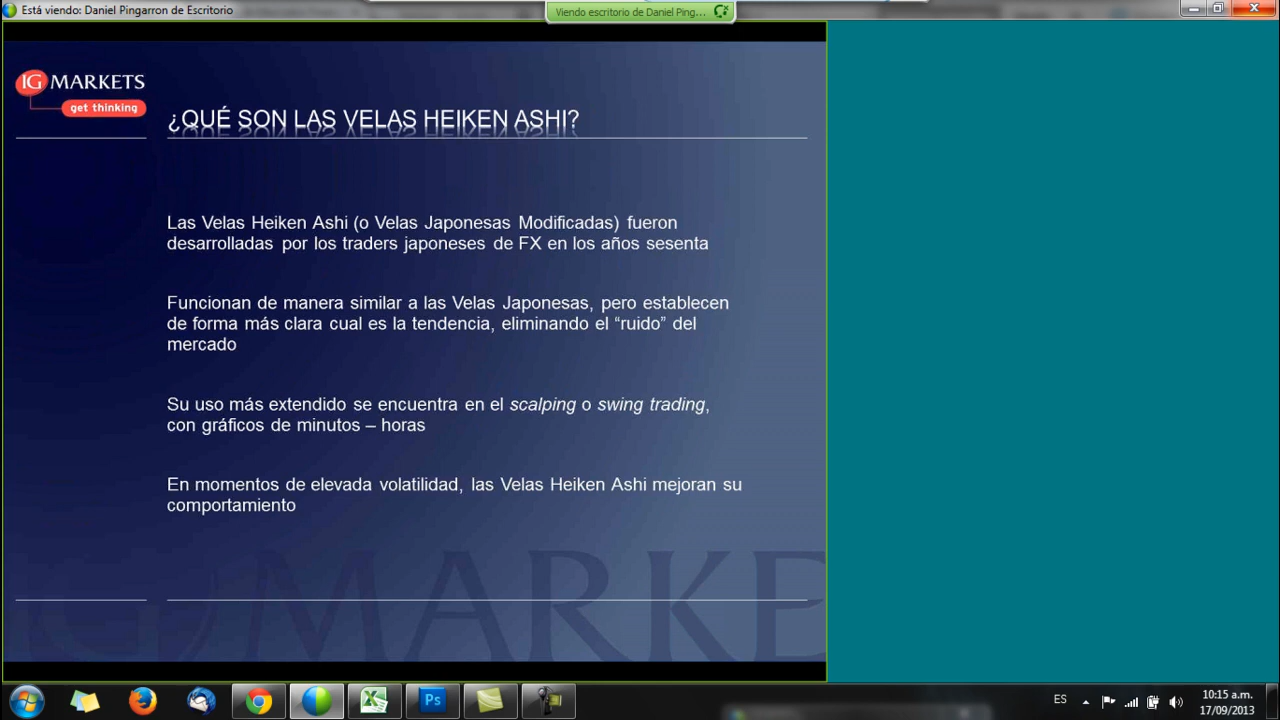 Está viendo: Daniel Pingarron de Escritorio
Viendo escritorio de Daniel Ping...
IG MARKETS
get thinking
¿QUÉ SON LAS VELAS HEIKEN ASHI?
Las Velas Heiken Ashi (o Velas Japonesas Modificadas) fueron
desarrolladas por los traders japoneses de FX en los años sesenta
Funcionan de manera similar a las Velas Japonesas, pero establecen
de forma más clara cual es la tendencia, eliminando el “ruido” del
mercado
Su uso más extendido se encuentra en el scalping o swing trading,
con gráficos de minutos – horas
En momentos de elevada volatilidad, las Velas Heiken Ashi mejoran su
comportamiento
IG MARKE
Ps
ES
10:15 a.m.
17/09/2013